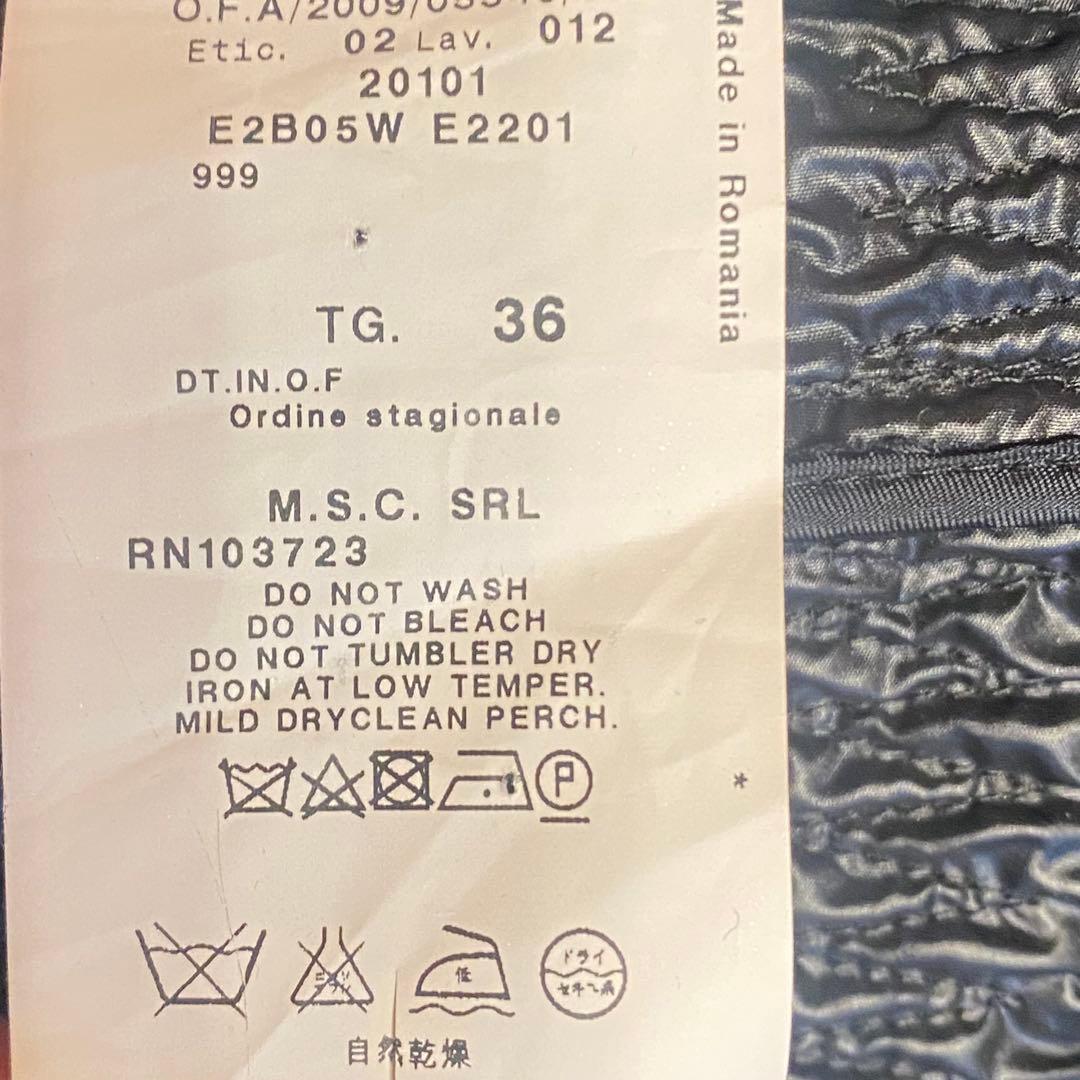 O.F.A/2009/
Etic. 02 Lav. 012
20101
E2B05W E2201
999
TG. 36
DT.IN.O.F
Ordine stagionale
M.S.C. SRL
RN103723
DO NOT WASH
DO NOT BLEACH
DO NOT TUMBLER DRY
IRON AT LOW TEMPER.
MILD DRYCLEAN PERCH.
P
低
ドライ
自然乾燥
Made in Romania
*